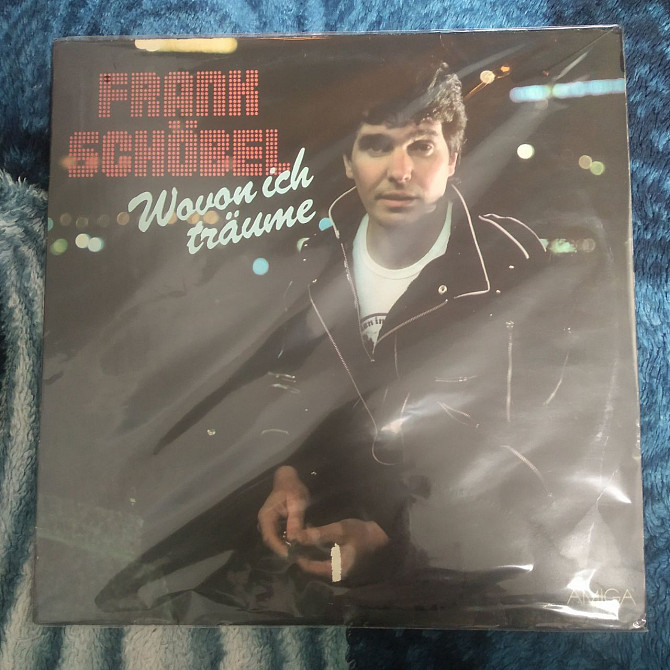 FRANK
SCHÖBEL
Wovon ich
träume
AMIGA